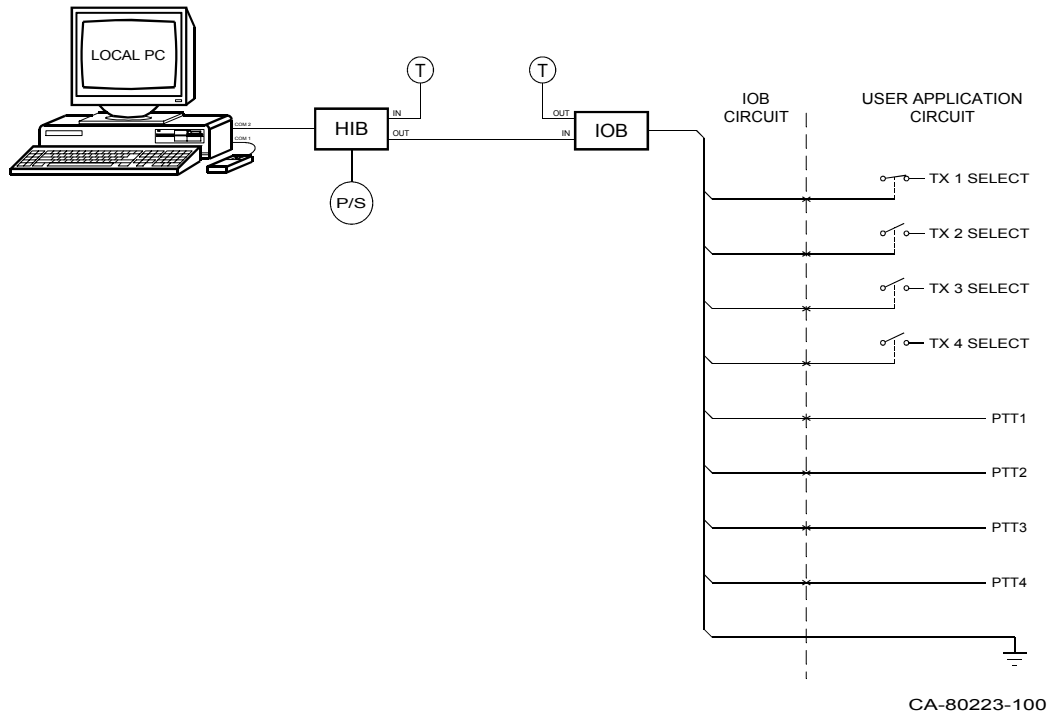 LOCAL PC
COM 2
COM 1
HIB
IN
OUT
P/S
T
T
OUT
IN
IOB
IOB
CIRCUIT
USER APPLICATION
CIRCUIT
TX 1 SELECT
TX 2 SELECT
TX 3 SELECT
TX 4 SELECT
PTT1
PTT2
PTT3
PTT4
CA-80223-100